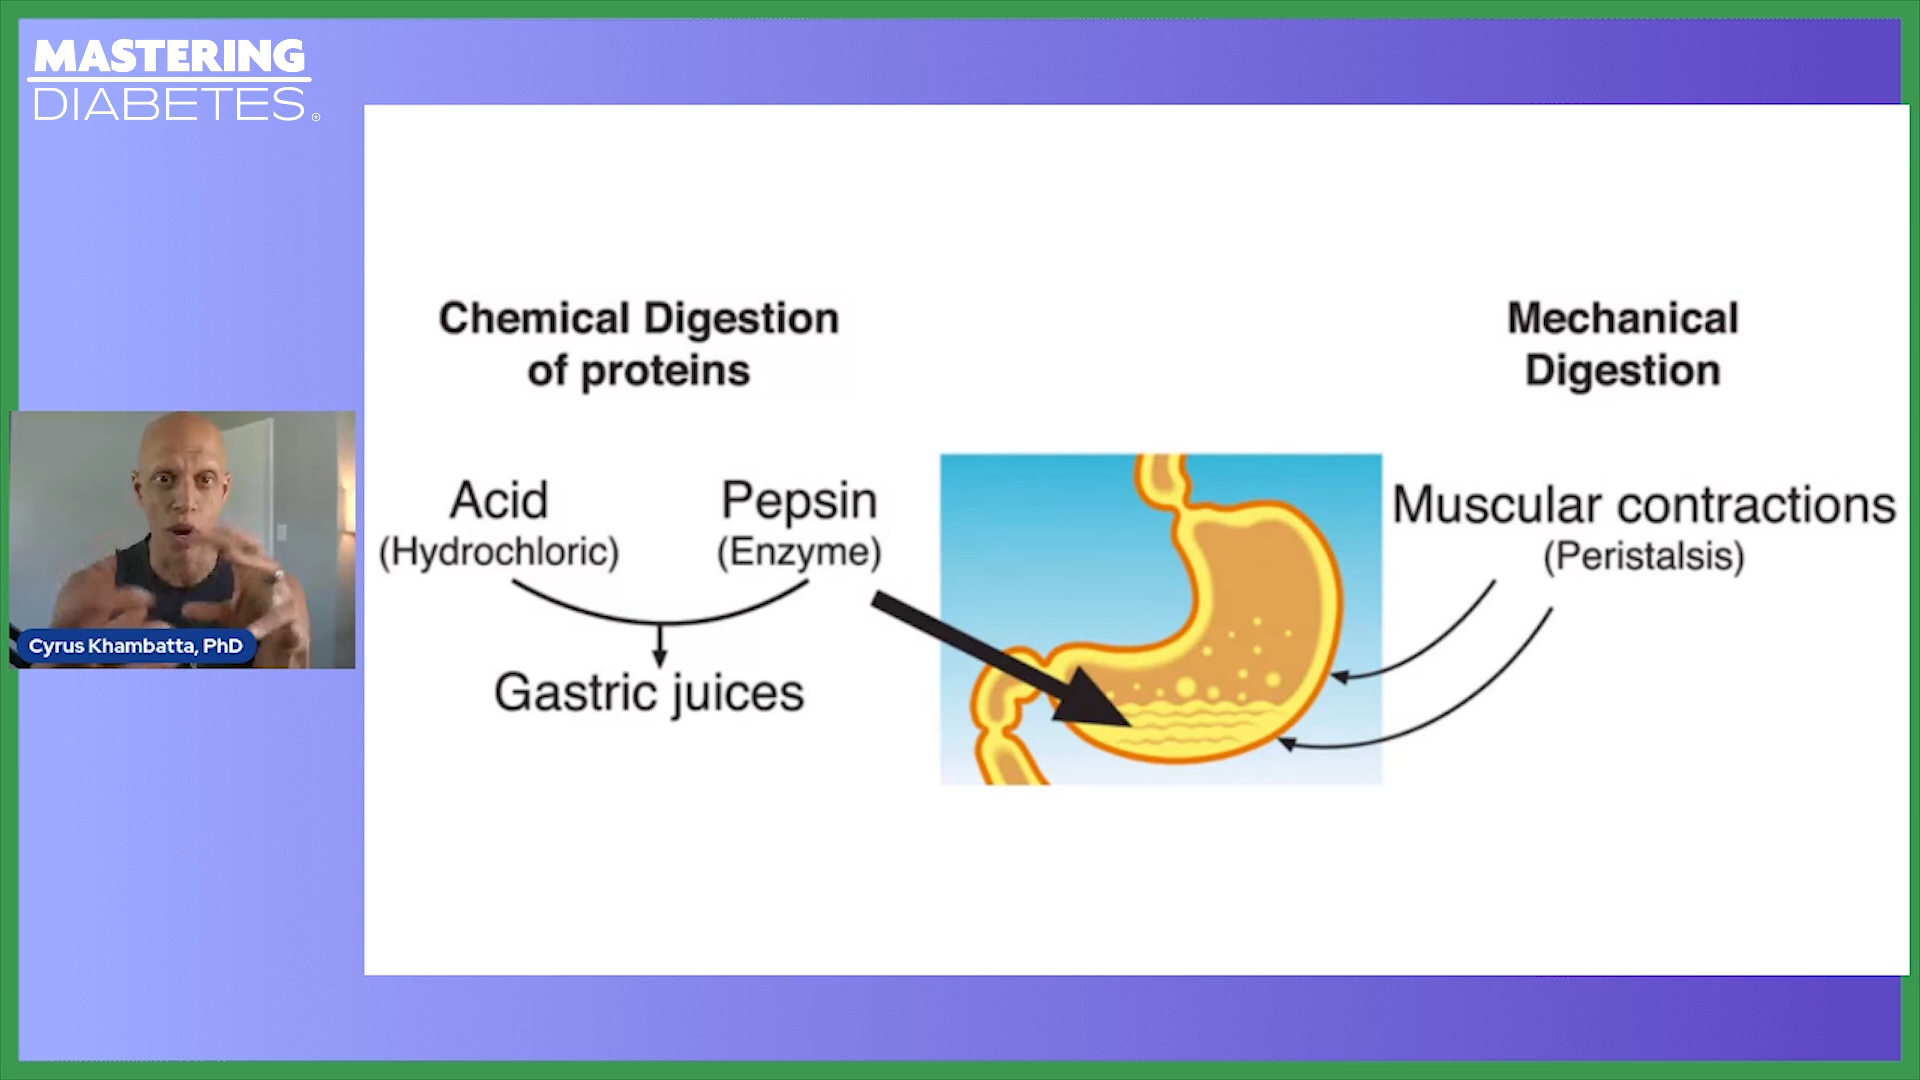 MASTERING
DIABETES®
Chemical Digestion
of proteins
Mechanical
Digestion
Acid
(Hydrochloric)
Pepsin
(Enzyme)
Muscular contractions
(Peristalsis)
Gastric juices
Cyrus Khambatta, PhD